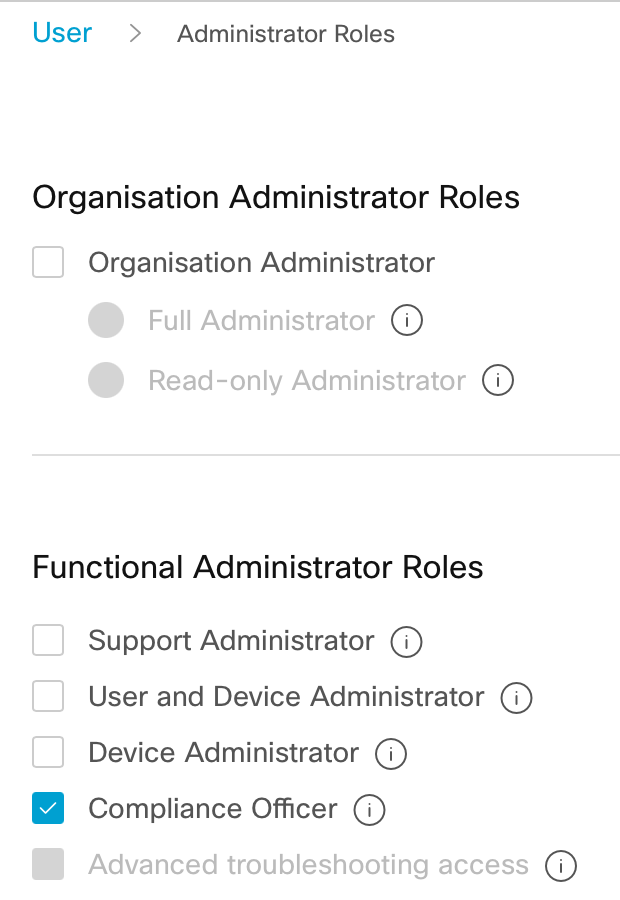 User > Administrator Roles
Organisation Administrator Roles
Organisation Administrator
Full Administrator i
Read-only Administrator i
Functional Administrator Roles
Support Administrator i
User and Device Administrator i
Device Administrator i
Compliance Officer i
Advanced troubleshooting access i